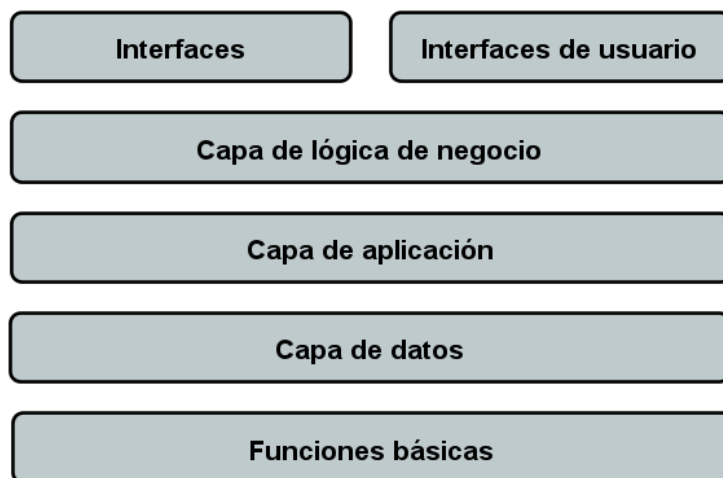 Interfaces
Interfaces de usuario
Capa de lógica de negocio
Capa de aplicación
Capa de datos
Funciones básicas